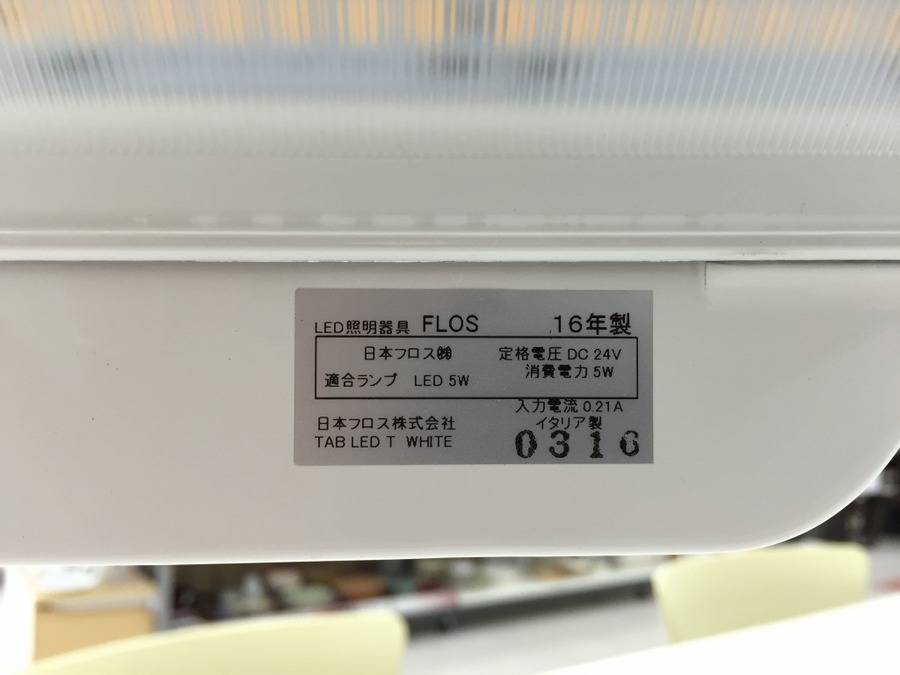 LED照明器具 FLOS 16年製
日本フロス㈱ 定格電圧 DC 24V
適合ランプ LED 5W 消費電力 5W
入力電流 0.21A
日本フロス株式会社 イタリア製
TAB LED T WHITE 0316